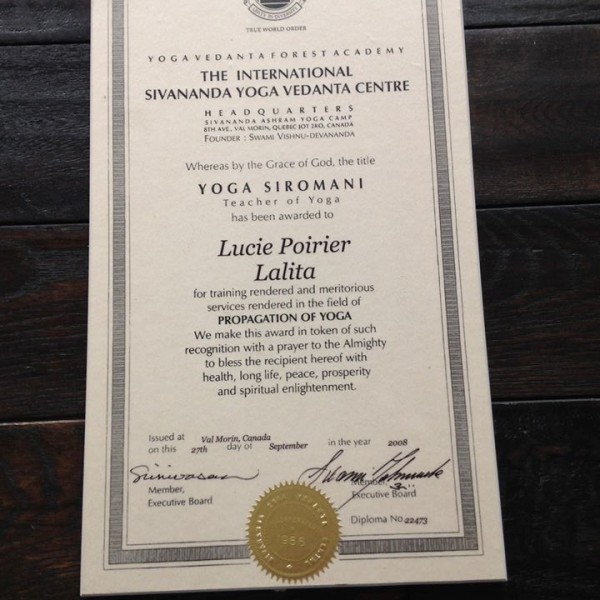 TRUE WORLD ORDER
YOGA VEDANTA FOREST ACADEMY
THE INTERNATIONAL
SIVANANDA YOGA VEDANTA CENTRE
HEADQUARTERS
SIVANANDA ASHRAM YOGA CAMP
8TH AVE., VAL MORIN, QUEBEC JOT 2RO, CANADA
FOUNDER : SWAMI VISHNU-DEVANANDA
Whereas by the Grace of God, the title
YOGA SIROMANI
Teacher of Yoga
has been awarded to
Lucie Poirier
Lalita
for training rendered and meritorious
services rendered in the field of
PROPAGATION OF YOGA
We make this award in token of such
recognition with a prayer to the Almighty
to bless the recipient hereof with
health, long life, peace, prosperity
and spiritual enlightenment.
Issued at Val Morin, Canada
on this 27th day of September in the year 2008
Member,
Executive Board
Member,
Executive Board
Diploma No. 22473